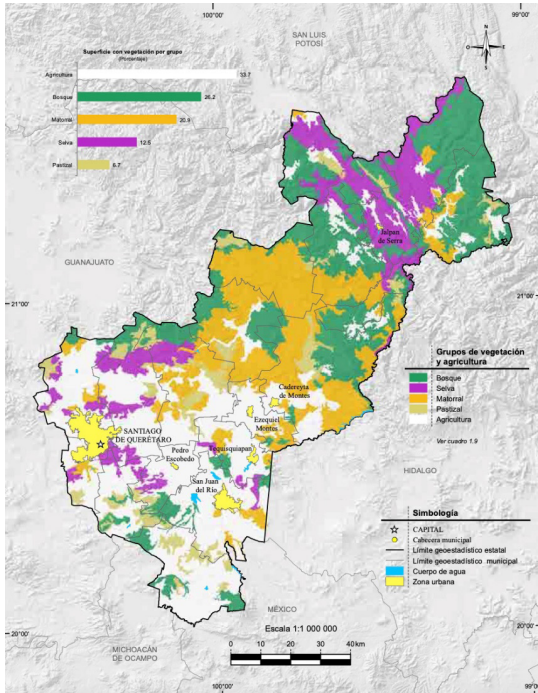 100°00'
99°00'
SAN LUIS
POTOSÍ
N
O
E
S
Superficie con vegetación por grupo
(Porcentaje)
Agricultura
33.7
Bosque
26.2
Matorral
20.9
Selva
12.5
Pastizal
6.7
Jalpan
de Serra
GUANAJUATO
21°00'
21°00'
Grupos de vegetación
y agricultura
Bosque
Selva
Matorral
Pastizal
Agricultura
Ver cuadro 1.9
Cadereyta
de Montes
Ezequiel
Montes
SANTIAGO
DE QUERÉTARO
Tequisquiapan
Pedro
Escobedo
San Juan
del Río
HIDALGO
Simbología
CAPITAL
Cabecera municipal
Límite geoestadístico estatal
Límite geoestadístico municipal
Cuerpo de agua
Zona urbana
MÉXICO
Escala 1:1 000 000
0 10 20 30 40 km
20°00'
20°00'
MICHOACÁN
DE OCAMPO
100°00'
99°00'